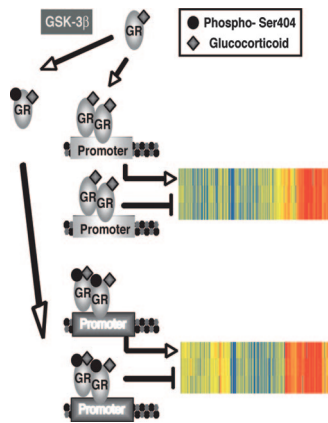 GSK-3β
GR
Phospho- Ser404
Glucocorticoid
GR
GR GR
Promoter
GR GR
Promoter
GR GR
Promoter
GR GR
Promoter